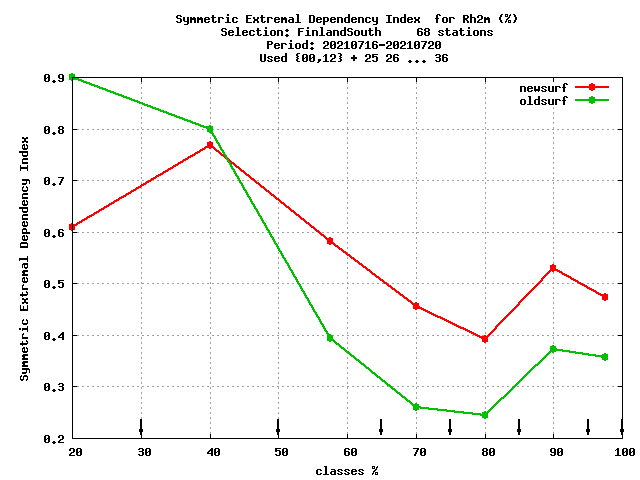 Symmetric Extremal Dependency Index  for Rh2m (%)
Selection: FinlandSouth     68 stations
Period: 20210716-20210720
Used {00,12} + 25 26 ... 36
newsurf
oldsurf
0.9
0.8
0.7
0.6
0.5
0.4
0.3
0.2
Symmetric Extremal Dependency Index
20 30 40 50 60 70 80 90 100
classes %